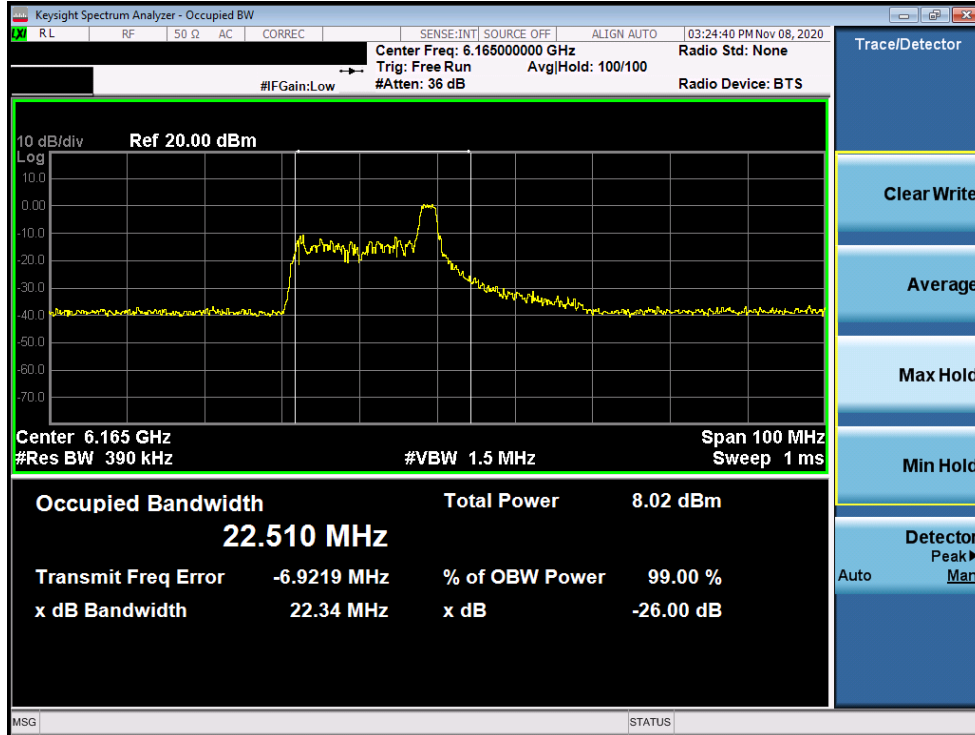 Keysight Spectrum Analyzer - Occupied BW
LXI RL RF 50 Ω AC CORREC SENSE:INT SOURCE OFF ALIGN AUTO 03:24:40 PM Nov 08, 2020
Center Freq: 6.165000000 GHz Radio Std: None
Trig: Free Run Avg|Hold: 100/100
#IFGain:Low #Atten: 36 dB Radio Device: BTS
10 dB/div Ref 20.00 dBm
Log
10.0
0.00
-10.0
-20.0
-30.0
-40.0
-50.0
-60.0
-70.0
Center 6.165 GHz Span 100 MHz
#Res BW 390 kHz #VBW 1.5 MHz Sweep 1 ms
Occupied Bandwidth Total Power 8.02 dBm
22.510 MHz
Transmit Freq Error -6.9219 MHz % of OBW Power 99.00 %
x dB Bandwidth 22.34 MHz x dB -26.00 dB
MSG STATUS
Trace/Detector
Clear Write
Average
Max Hold
Min Hold
Detector
Peak▶
Auto Man